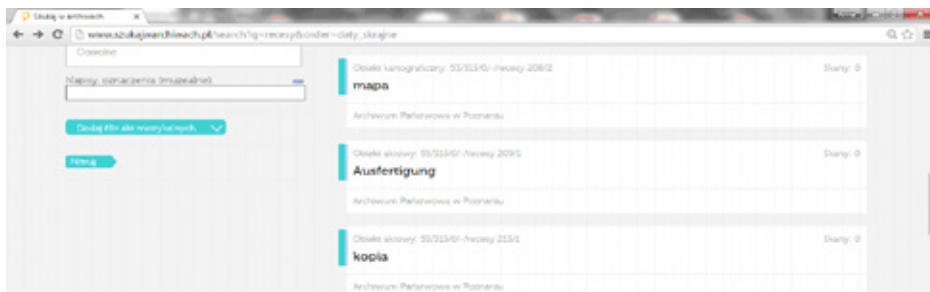 Szukaj w archiwach
www.szukajwarchiwach.pl/search?q=recesy&order=daty_skrajne
Dowolne
Napisy, oznaczenia (muzealne):
Dodaj filtr dla
Filtruj
Obiekt kartograficzny: 53/313/0/-/recesy 208/2
Skany: 0
mapa
Archiwum Państwowe w Poznaniu
Obiekt aktowy: 53/313/0/-/recesy 209/1
Skany: 0
Ausfertigung
Archiwum Państwowe w Poznaniu
Obiekt aktowy: 53/313/0/-/recesy 213/1
Skany: 0
kopia
Archiwum Państwowe w Poznaniu